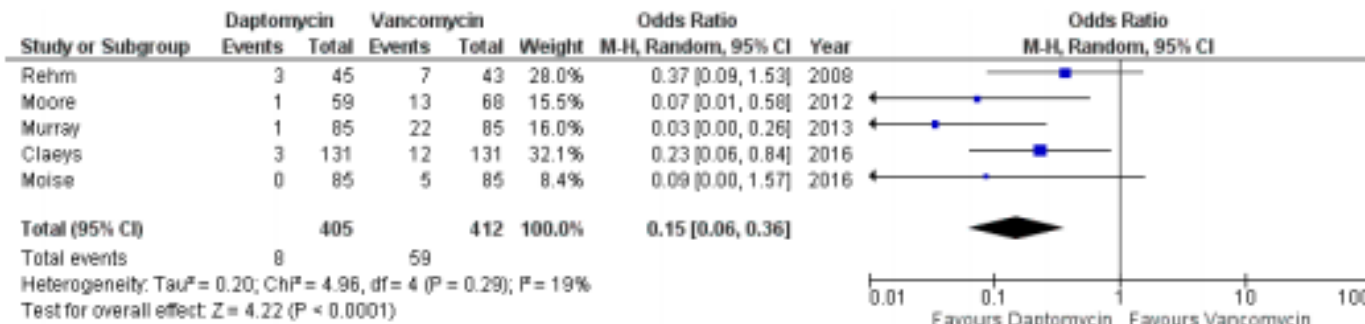 Daptomycin Vancomycin Odds Ratio Odds Ratio
Study or Subgroup Events Total Events Total Weight M-H, Random, 95% CI Year M-H, Random, 95% CI
Rehm 3 45 7 43 28.0% 0.37 [0.09, 1.53] 2008
Moore 1 59 13 68 15.5% 0.07 [0.01, 0.58] 2012
Murray 1 85 22 85 16.0% 0.03 [0.00, 0.26] 2013
Claeys 3 131 12 131 32.1% 0.23 [0.06, 0.84] 2016
Moise 0 85 5 85 8.4% 0.09 [0.00, 1.57] 2016
Total (95% CI) 405 412 100.0% 0.15 [0.06, 0.36]
Total events 8 59
Heterogeneity: Tau² = 0.20; Chi² = 4.96, df = 4 (P = 0.29); I² = 19%
Test for overall effect: Z = 4.22 (P < 0.0001)
0.01 0.1 1 10 100
Favours Daptomycin Favours Vancomycin